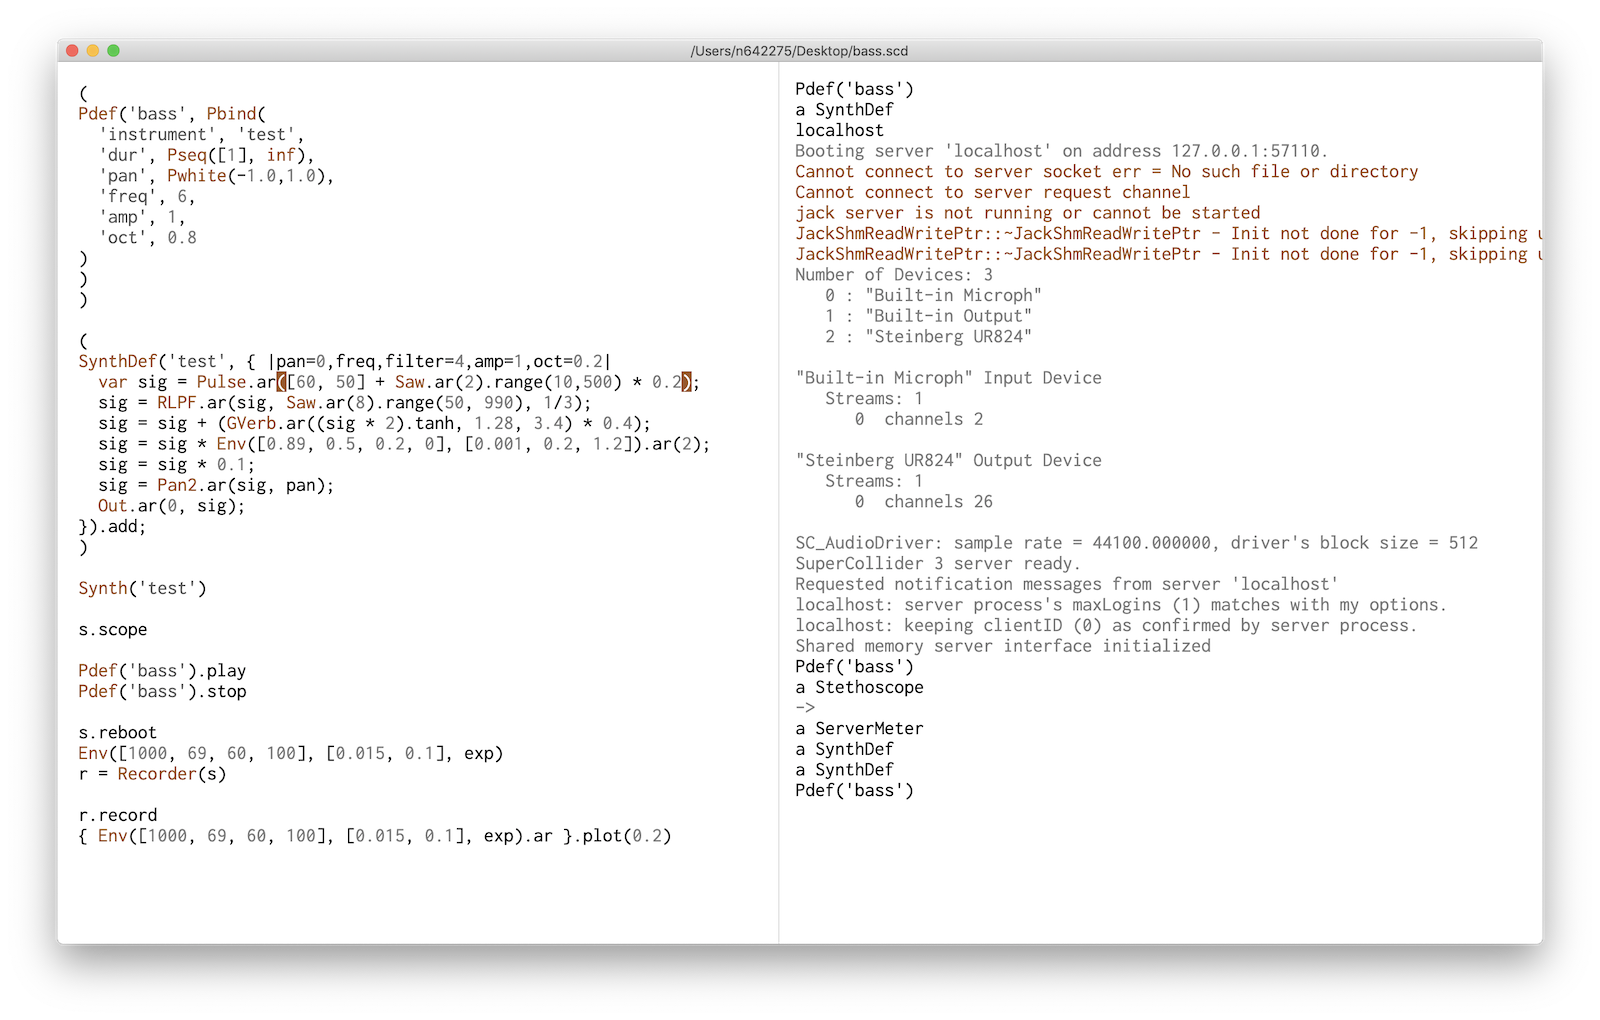 /Users/n642275/Desktop/bass.scd
(
Pdef('bass', Pbind(
  'instrument', 'test',
  'dur', Pseq([1], inf),
  'pan', Pwhite(-1.0,1.0),
  'freq', 6,
  'amp', 1,
  'oct', 0.8
)
)
)
(
SynthDef('test', { |pan=0,freq,filter=4,amp=1,oct=0.2|
  var sig = Pulse.ar([60, 50] + Saw.ar(2).range(10,500) * 0.2);
  sig = RLPF.ar(sig, Saw.ar(8).range(50, 990), 1/3);
  sig = sig + (GVerb.ar((sig * 2).tanh, 1.28, 3.4) * 0.4);
  sig = sig * Env([0.89, 0.5, 0.2, 0], [0.001, 0.2, 1.2]).ar(2);
  sig = sig * 0.1;
  sig = Pan2.ar(sig, pan);
  Out.ar(0, sig);
}).add;
)
Synth('test')
s.scope
Pdef('bass').play
Pdef('bass').stop
s.reboot
Env([1000, 69, 60, 100], [0.015, 0.1], exp)
r = Recorder(s)
r.record
{ Env([1000, 69, 60, 100], [0.015, 0.1], exp).ar }.plot(0.2)
Pdef('bass')
a SynthDef
localhost
Booting server 'localhost' on address 127.0.0.1:57110.
Cannot connect to server socket err = No such file or directory
Cannot connect to server request channel
jack server is not running or cannot be started
JackShmReadWritePtr::~JackShmReadWritePtr - Init not done for -1, skipping
JackShmReadWritePtr::~JackShmReadWritePtr - Init not done for -1, skipping
Number of Devices: 3
   0 : "Built-in Microph"
   1 : "Built-in Output"
   2 : "Steinberg UR824"
"Built-in Microph" Input Device
   Streams: 1
      0  channels 2
"Steinberg UR824" Output Device
   Streams: 1
      0  channels 26
SC_AudioDriver: sample rate = 44100.000000, driver's block size = 512
SuperCollider 3 server ready.
Requested notification messages from server 'localhost'
localhost: server process's maxLogins (1) matches with my options.
localhost: keeping clientID (0) as confirmed by server process.
Shared memory server interface initialized
Pdef('bass')
a Stethoscope
->
a ServerMeter
a SynthDef
a SynthDef
Pdef('bass')